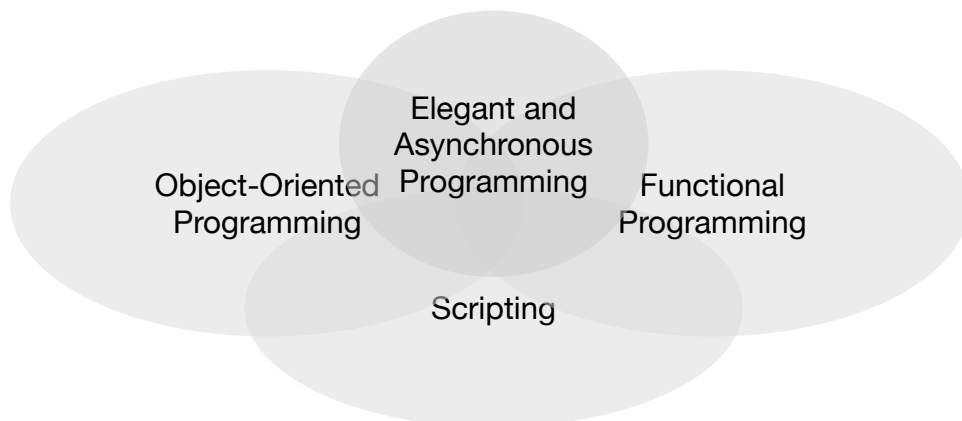 Elegant and
Asynchronous
Programming
Object-Oriented
Programming
Functional
Programming
Scripting